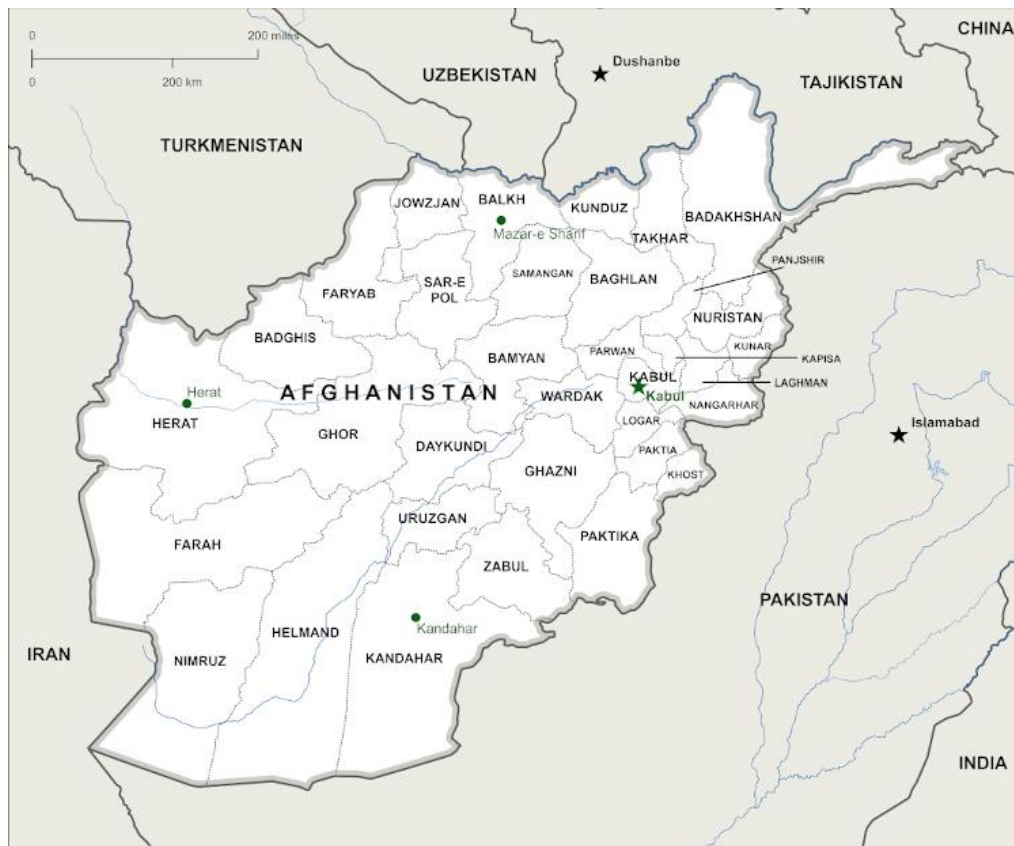 0 200 miles
0 200 km
CHINA
UZBEKISTAN
Dushanbe
TAJIKISTAN
TURKMENISTAN
JOWZJAN
BALKH
KUNDUZ
BADAKHSHAN
Mazar-e Sharif
TAKHAR
PANJSHIR
SAMANGAN
BAGHLAN
SAR-E
POL
FARYAB
NURISTAN
BADGHIS
BAMYAN
PARWAN
KUNAR
KAPISA
KABUL
LAGHMAN
Herat
AFGHANISTAN
WARDAK
Kabul
NANGARHAR
HERAT
GHOR
LOGAR
Islamabad
DAYKUNDI
PAKTIA
GHAZNI
KHOST
URUZGAN
PAKTIKA
FARAH
ZABUL
PAKISTAN
Kandahar
HELMAND
IRAN
NIMRUZ
KANDAHAR
INDIA